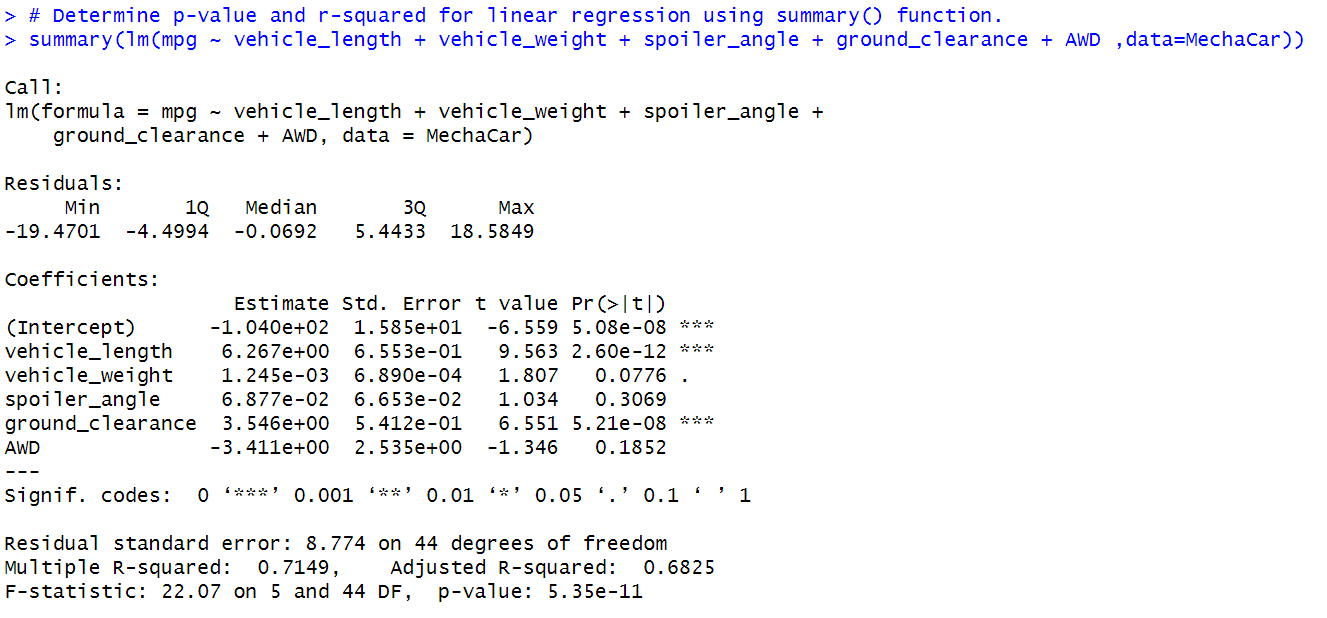 > # Determine p-value and r-squared for linear regression using summary() function.
> summary(lm(mpg ~ vehicle_length + vehicle_weight + spoiler_angle + ground_clearance + AWD ,data=MechaCar))
Call:
lm(formula = mpg ~ vehicle_length + vehicle_weight + spoiler_angle +
    ground_clearance + AWD, data = MechaCar)
Residuals:
     Min       1Q   Median       3Q      Max
-19.4701  -4.4994  -0.0692   5.4433  18.5849
Coefficients:
                   Estimate Std. Error t value Pr(>|t|)
(Intercept)      -1.040e+02  1.585e+01  -6.559 5.08e-08 ***
vehicle_length    6.267e+00  6.553e-01   9.563 2.60e-12 ***
vehicle_weight    1.245e-03  6.890e-04   1.807   0.0776 .
spoiler_angle     6.877e-02  6.653e-02   1.034   0.3069
ground_clearance  3.546e+00  5.412e-01   6.551 5.21e-08 ***
AWD              -3.411e+00  2.535e+00  -1.346   0.1852
---
Signif. codes:  0 ‘***’ 0.001 ‘**’ 0.01 ‘*’ 0.05 ‘.’ 0.1 ‘ ’ 1
Residual standard error: 8.774 on 44 degrees of freedom
Multiple R-squared:  0.7149,    Adjusted R-squared:  0.6825
F-statistic: 22.07 on 5 and 44 DF,  p-value: 5.35e-11